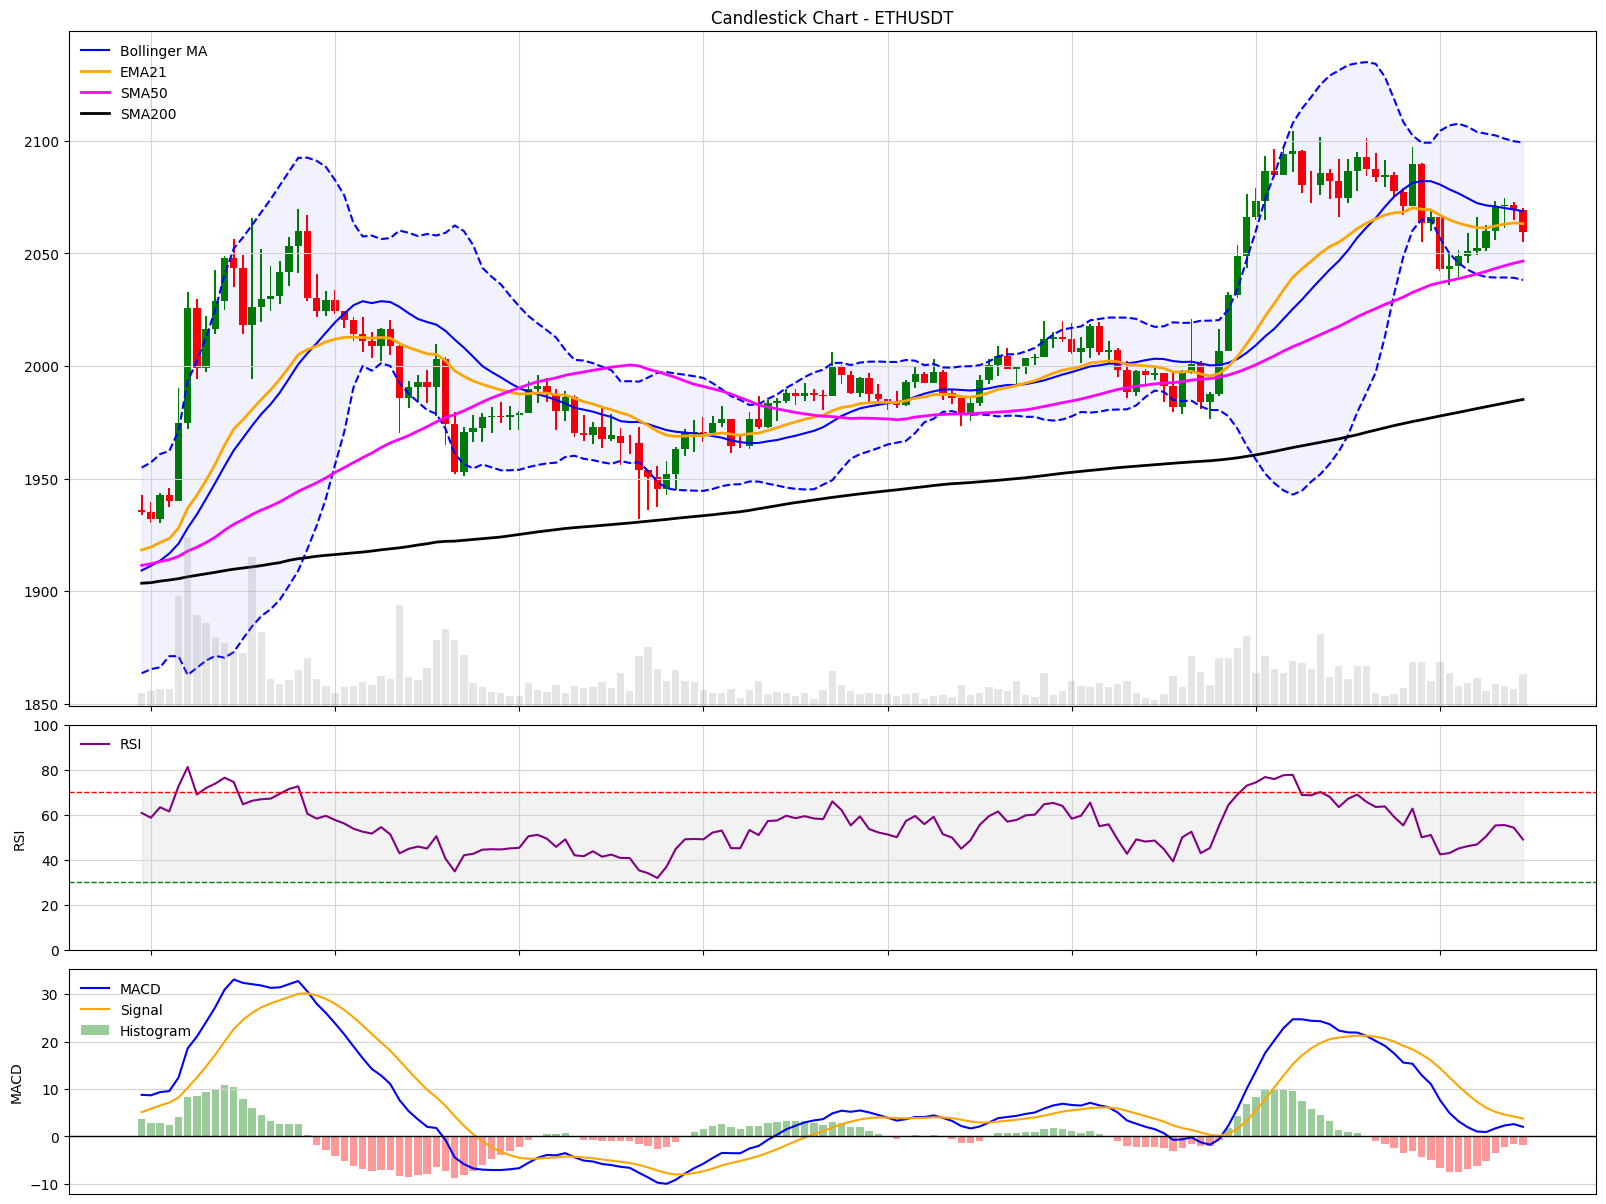 Candlestick Chart - ETHUSDT
Bollinger MA
EMA21
SMA50
SMA200
2100
2050
2000
1950
1900
1850
100
80
60
40
20
0
RSI
RSI
30
20
10
0
−10
MACD
MACD
Signal
Histogram